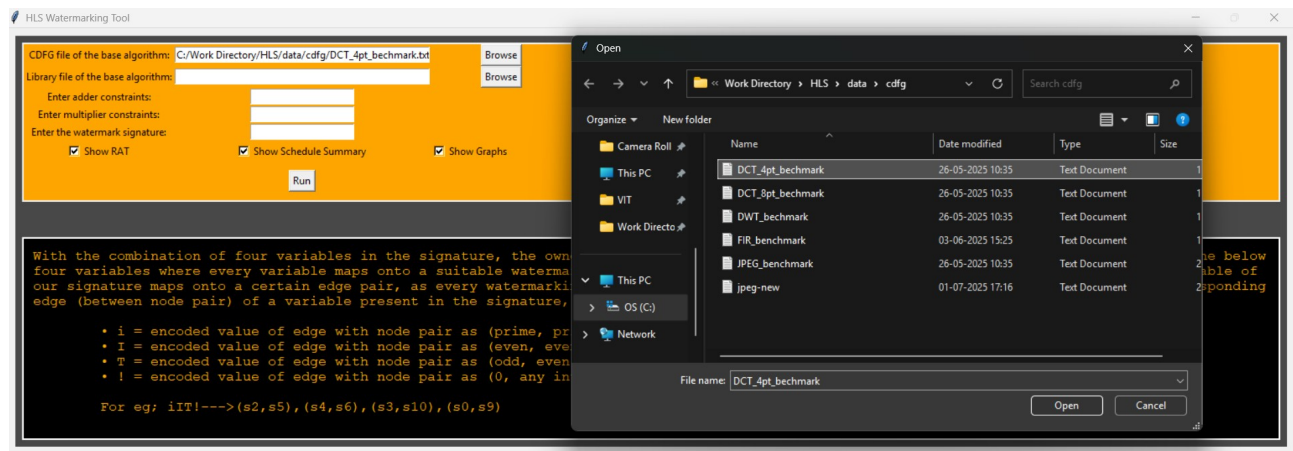 HLS Watermarking Tool
CDFG file of the base algorithm: C:/Work Directory/HLS/data/cdfg/DCT_4pt_bechmark.txt Browse
Library file of the base algorithm: Browse
Enter adder constraints:
Enter multiplier constraints:
Enter the watermark signature:
Show RAT Show Schedule Summary Show Graphs
Run
With the combination of four variables in the signature, the own
four variables where every variable maps onto a suitable waterma
our signature maps onto a certain edge pair, as every watermarki
edge (between node pair) of a variable present in the signature,
• i = encoded value of edge with node pair as (prime, pr
• I = encoded value of edge with node pair as (even, eve
• T = encoded value of edge with node pair as (odd, even
• ! = encoded value of edge with node pair as (0, any in
For eg; iIT!--->(s2,s5),(s4,s6),(s3,s10),(s0,s9)
e below
ble of
sponding
Open
« Work Directory › HLS › data › cdfg Search cdfg
Organize New folder
Camera Roll
This PC
VIT
Work Directo
This PC
OS (C:)
Network
Name Date modified Type Size
DCT_4pt_bechmark 26-05-2025 10:35 Text Document 1
DCT_8pt_bechmark 26-05-2025 10:35 Text Document 1
DWT_bechmark 26-05-2025 10:35 Text Document 1
FIR_benchmark 03-06-2025 15:25 Text Document 1
JPEG_benchmark 26-05-2025 10:35 Text Document 2
jpeg-new 01-07-2025 17:16 Text Document 2
File name: DCT_4pt_bechmark
Open Cancel